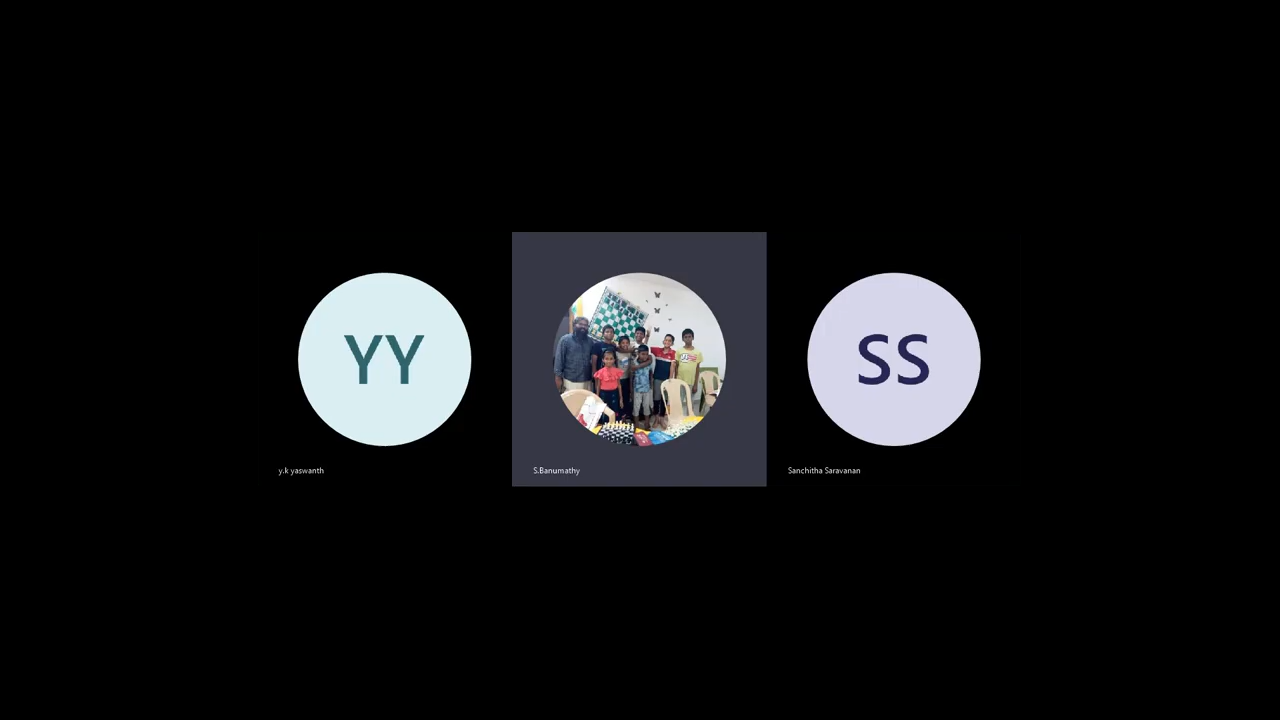 YY
SS
y.k yaswanth
S.Banumathy
Sanchitha Saravanan